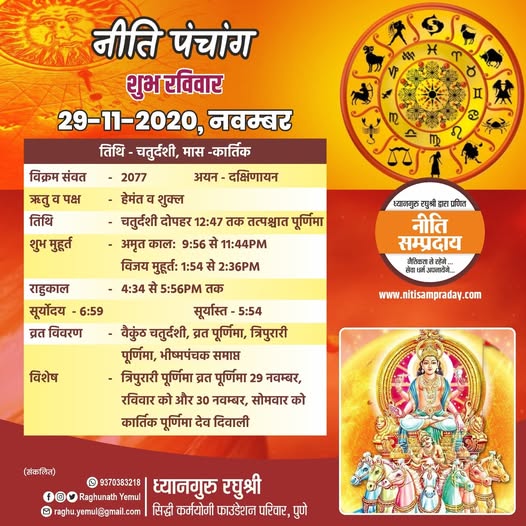 नीति पंचांग
शुभ रविवार
29-11-2020, नवम्बर
तिथि - चतुर्दशी, मास -कार्तिक
विक्रम संवत - 2077 अयन - दक्षिणायन
ऋतु व पक्ष - हेमंत व शुक्ल
तिथि - चतुर्दशी दोपहर 12:47 तक तत्पश्चात पूर्णिमा
शुभ मुहूर्त - अमृत काल: 9:56 से 11:44PM
विजय मुहूर्त: 1:54 से 2:36PM
राहुकाल - 4:34 से 5:56PM तक
सूर्योदय - 6:59 सूर्यास्त - 5:54
व्रत विवरण - वैकुंठ चतुर्दशी, व्रत पूर्णिमा, त्रिपुरारी
पूर्णिमा, भीष्मपंचक समाप्त
विशेष - त्रिपुरारी पूर्णिमा व्रत पूर्णिमा 29 नवम्बर,
रविवार को और 30 नवम्बर, सोमवार को
कार्तिक पूर्णिमा देव दिवाली
ध्यानगुरु रघुश्री द्वारा प्रणित
नीति
सम्प्रदाय
नैतिकता से रहेंगे ...
सेवा धर्म अपनायेंगे...
www.nitisampraday.com
(संकलित)
9370383218
Raghunath Yemul
raghu.yemul@gmail.com
ध्यानगुरु रघुश्री
सिद्धी कर्मयोगी फाउंडेशन परिवार, पुणे